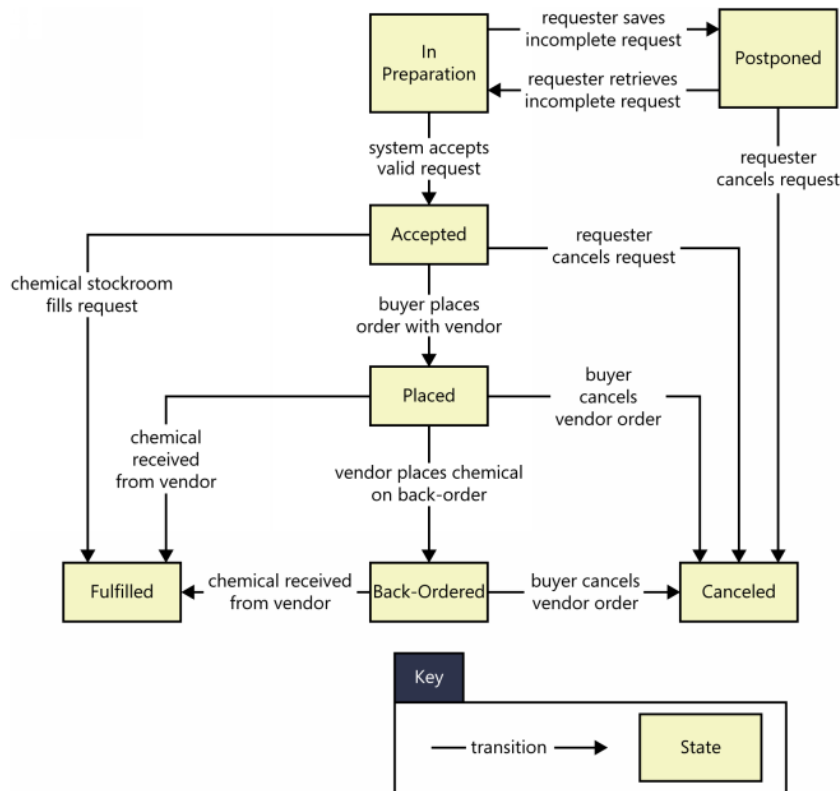 requester saves
incomplete request
In
Preparation
Postponed
requester retrieves
incomplete request
system accepts
valid request
requester
cancels request
Accepted
requester
cancels request
chemical stockroom
fills request
buyer places
order with vendor
Placed
buyer
cancels
vendor order
chemical
received
from vendor
vendor places chemical
on back-order
Fulfilled
chemical received
from vendor
Back-Ordered
buyer cancels
vendor order
Canceled
Key
transition
State